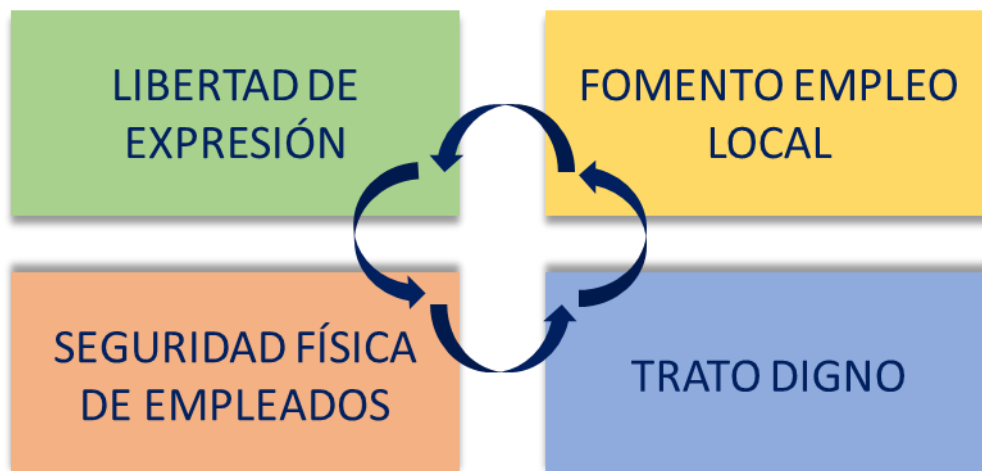 LIBERTAD DE
EXPRESIÓN
FOMENTO EMPLEO
LOCAL
SEGURIDAD FÍSICA
DE EMPLEADOS
TRATO DIGNO